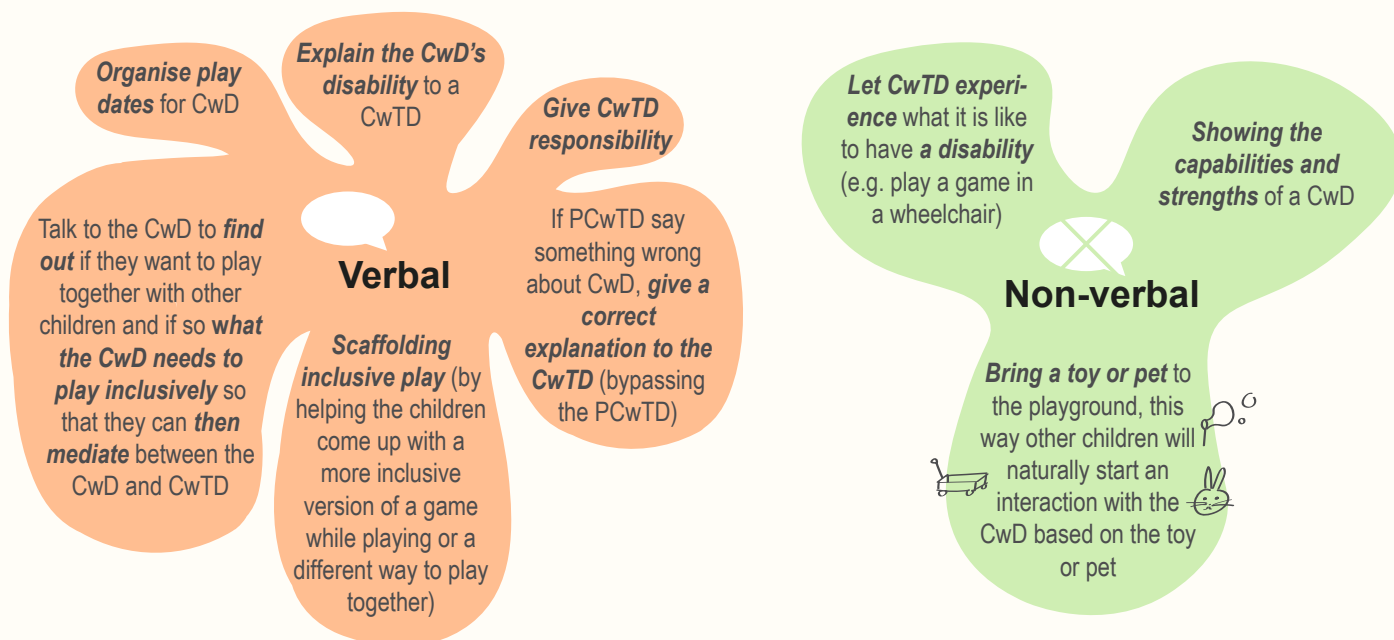 Organise play
dates for CwD
Explain the CwD’s
disability to a
CwTD
Give CwTD
responsibility
Talk to the CwD to find
out if they want to play
together with other
children and if so what
the CwD needs to
play inclusively so
that they can then
mediate between the
CwD and CwTD
Verbal
Scaffolding
inclusive play (by
helping the children
come up with a
more inclusive
version of a game
while playing or a
different way to play
together)
If PCwTD say
something wrong
about CwD, give a
correct
explanation to the
CwTD (bypassing
the PCwTD)
Let CwTD experi-
ence what it is like
to have a disability
(e.g. play a game in
a wheelchair)
Showing the
capabilities and
strengths of a CwD
Non-verbal
Bring a toy or pet to
the playground, this
way other children will
naturally start an
interaction with the
CwD based on the toy
or pet